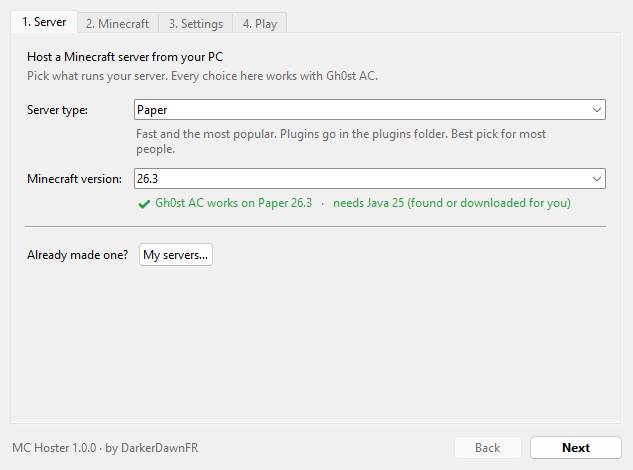 1. Server
2. Minecraft
3. Settings
4. Play
Host a Minecraft server from your PC
Pick what runs your server. Every choice here works with Gh0st AC.
Server type:
Paper
Fast and the most popular. Plugins go in the plugins folder. Best pick for most
people.
Minecraft version:
26.3
Gh0st AC works on Paper 26.3 · needs Java 25 (found or downloaded for you)
Already made one?
My servers...
MC Hoster 1.0.0 · by DarkerDawnFR
Back
Next